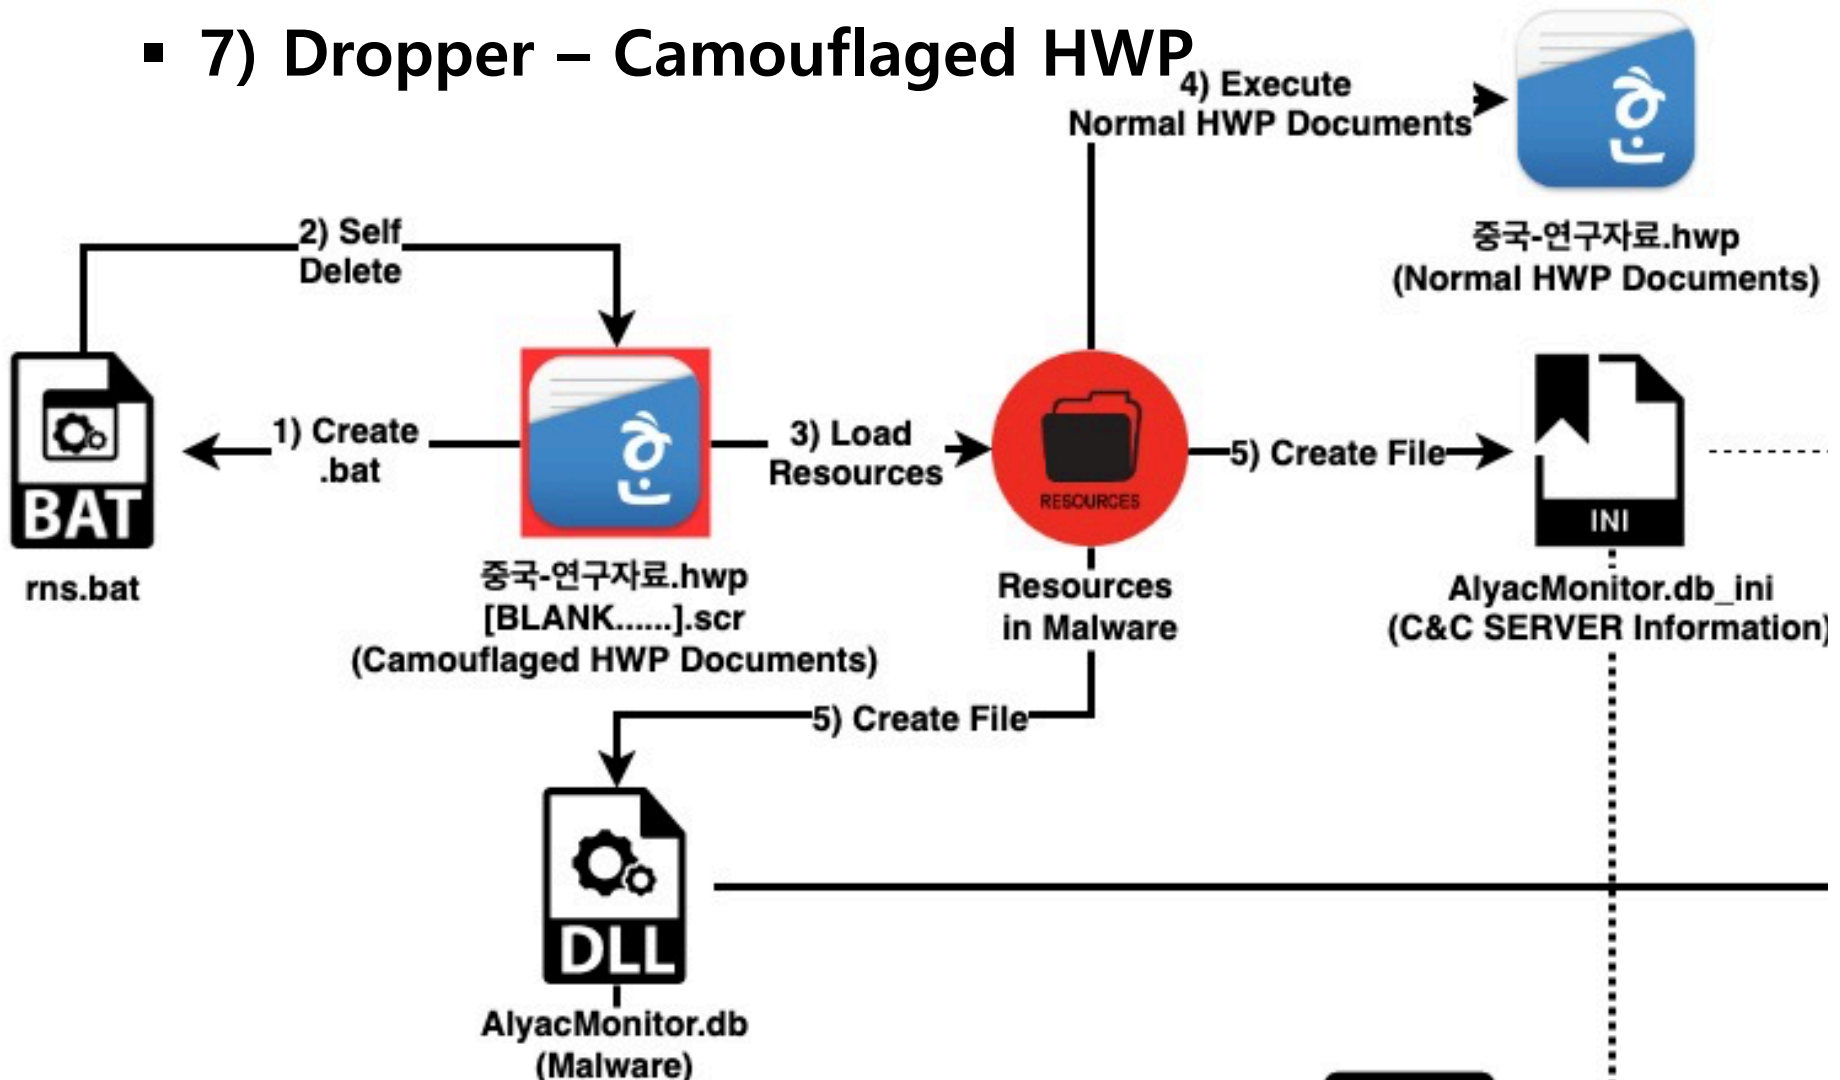 ▪ 7) Dropper – Camouflaged HWP
4) Execute
Normal HWP Documents
중국-연구자료.hwp
(Normal HWP Documents)
2) Self
Delete
BAT
rns.bat
1) Create
.bat
중국-연구자료.hwp
[BLANK......].scr
(Camouflaged HWP Documents)
3) Load
Resources
RESOURCES
Resources
in Malware
5) Create File
INI
AlyacMonitor.db_ini
(C&C SERVER Information)
5) Create File
DLL
AlyacMonitor.db
(Malware)